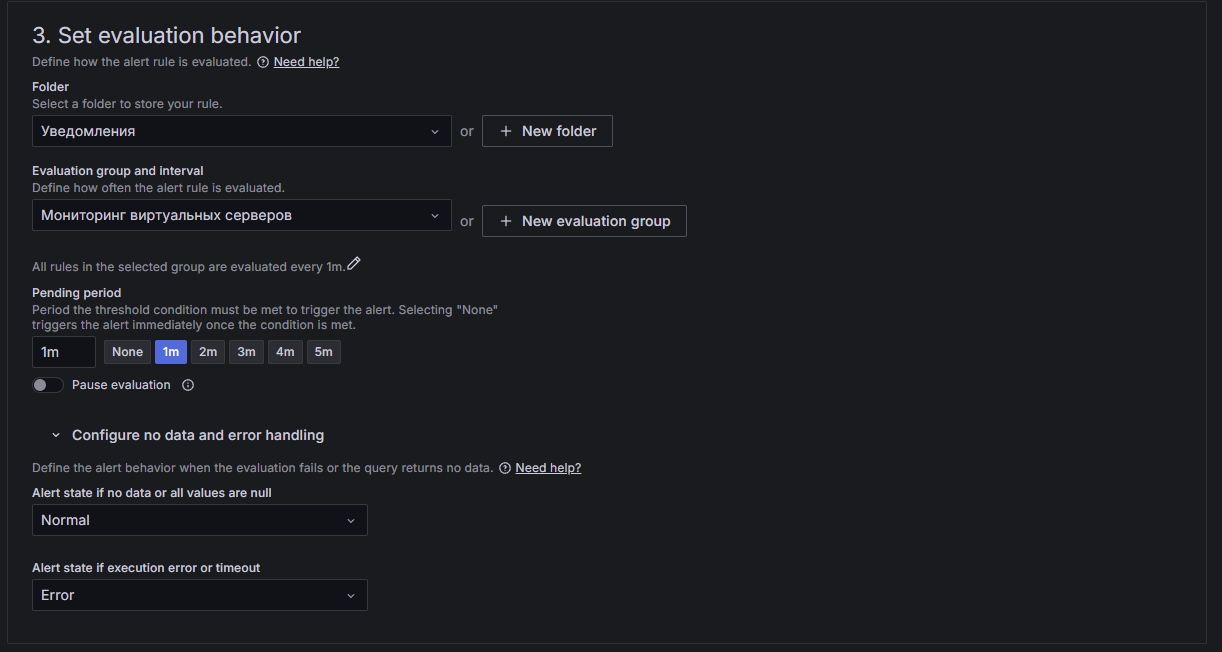 3. Set evaluation behavior
Define how the alert rule is evaluated. Need help?
Folder
Select a folder to store your rule.
Уведомления or + New folder
Evaluation group and interval
Define how often the alert rule is evaluated.
Мониторинг виртуальных серверов or + New evaluation group
All rules in the selected group are evaluated every 1m.
Pending period
Period the threshold condition must be met to trigger the alert. Selecting "None"
triggers the alert immediately once the condition is met.
1m None 1m 2m 3m 4m 5m
Pause evaluation
Configure no data and error handling
Define the alert behavior when the evaluation fails or the query returns no data. Need help?
Alert state if no data or all values are null
Normal
Alert state if execution error or timeout
Error